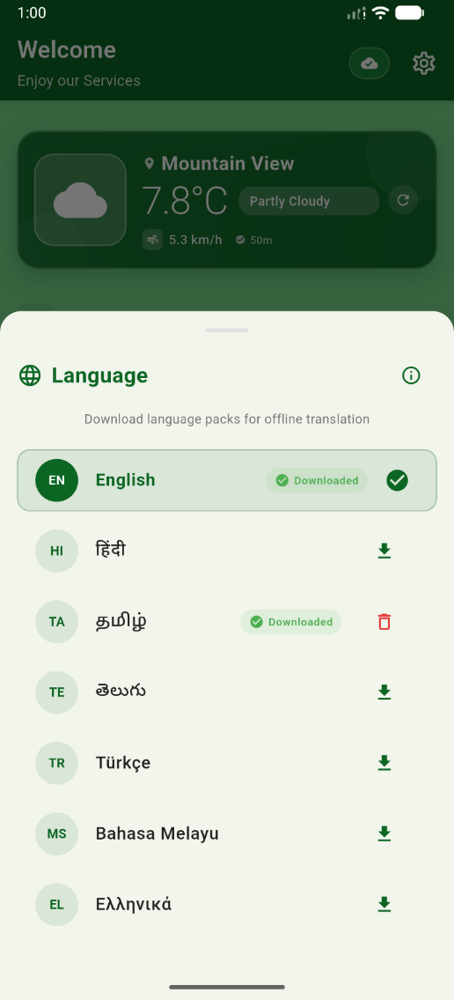 1:00
Welcome
Enjoy our Services
Mountain View
7.8°C Partly Cloudy
5.3 km/h 50m
Language
Download language packs for offline translation
EN English Downloaded
HI हिंदी
TA தமிழ் Downloaded
TE తెలుగు
TR Türkçe
MS Bahasa Melayu
EL Ελληνικά